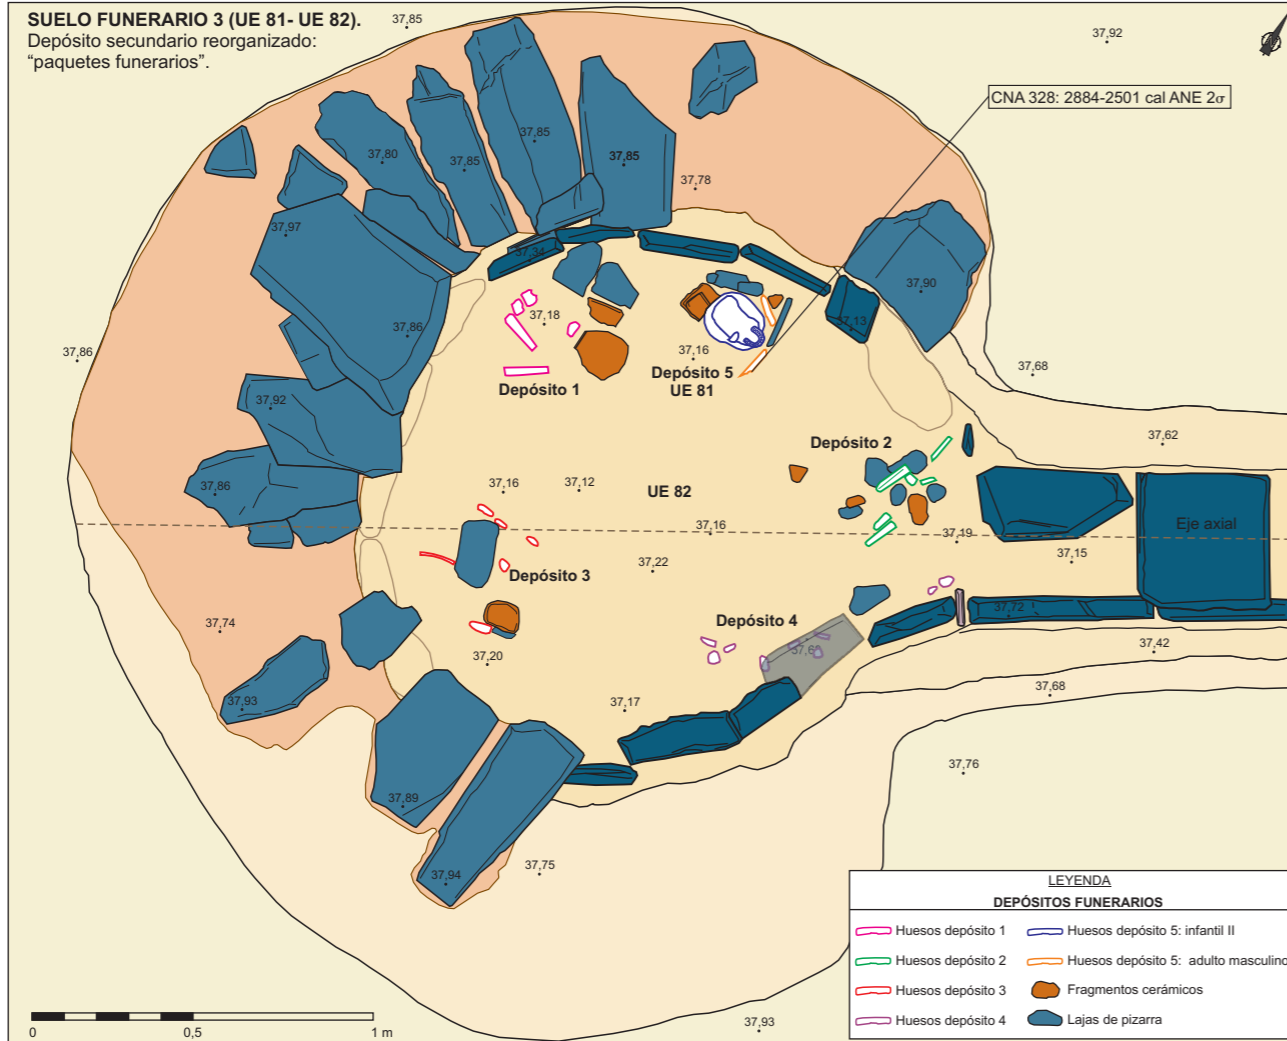 SUELO FUNERARIO 3 (UE 81- UE 82).
Depósito secundario reorganizado:
“paquetes funerarios”.
37,85
37,92
CNA 328: 2884-2501 cal ANE 2σ
37,80
37,85
37,85
37,85
37,78
37,97
37,34
37,90
37,86
37,18
37,13
37,86
37,16
37,68
Depósito 1
Depósito 5
UE 81
37,92
Depósito 2
37,62
37,86
37,16
37,12
UE 82
37,16
Eje axial
37,19
37,15
37,22
Depósito 3
37,72
37,74
Depósito 4
37,20
37,42
37,68
37,93
37,17
37,76
37,89
37,94
37,75
LEYENDA
DEPÓSITOS FUNERARIOS
Huesos depósito 1
Huesos depósito 5: infantil II
Huesos depósito 2
Huesos depósito 5: adulto masculino
Huesos depósito 3
Fragmentos cerámicos
Huesos depósito 4
Lajas de pizarra
0
0,5
1 m
37,93